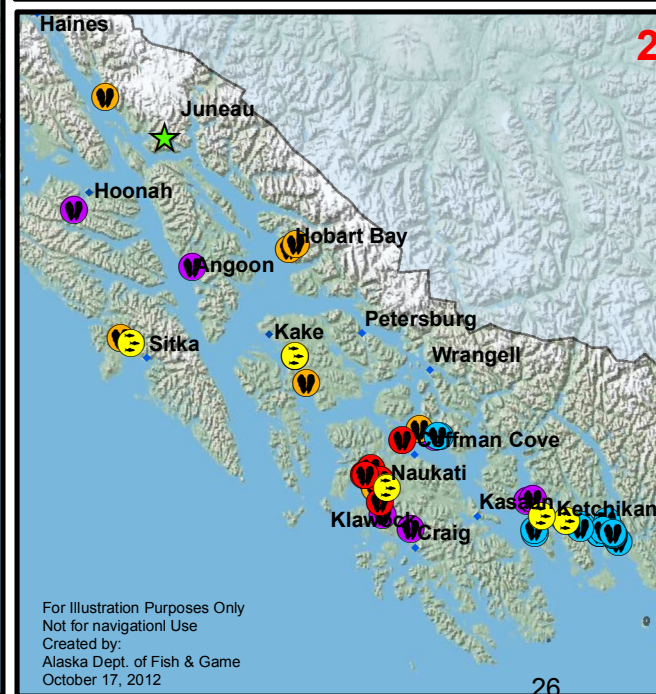 Haines
2
Juneau
Hoonah
Hobart Bay
Angoon
Petersburg
Kake
Sitka
Wrangell
Coffman Cove
Naukati
Kasaan
Ketchikan
Klawock
Craig
For Illustration Purposes Only
Not for navigationl Use
Created by:
Alaska Dept. of Fish & Game
October 17, 2012
26